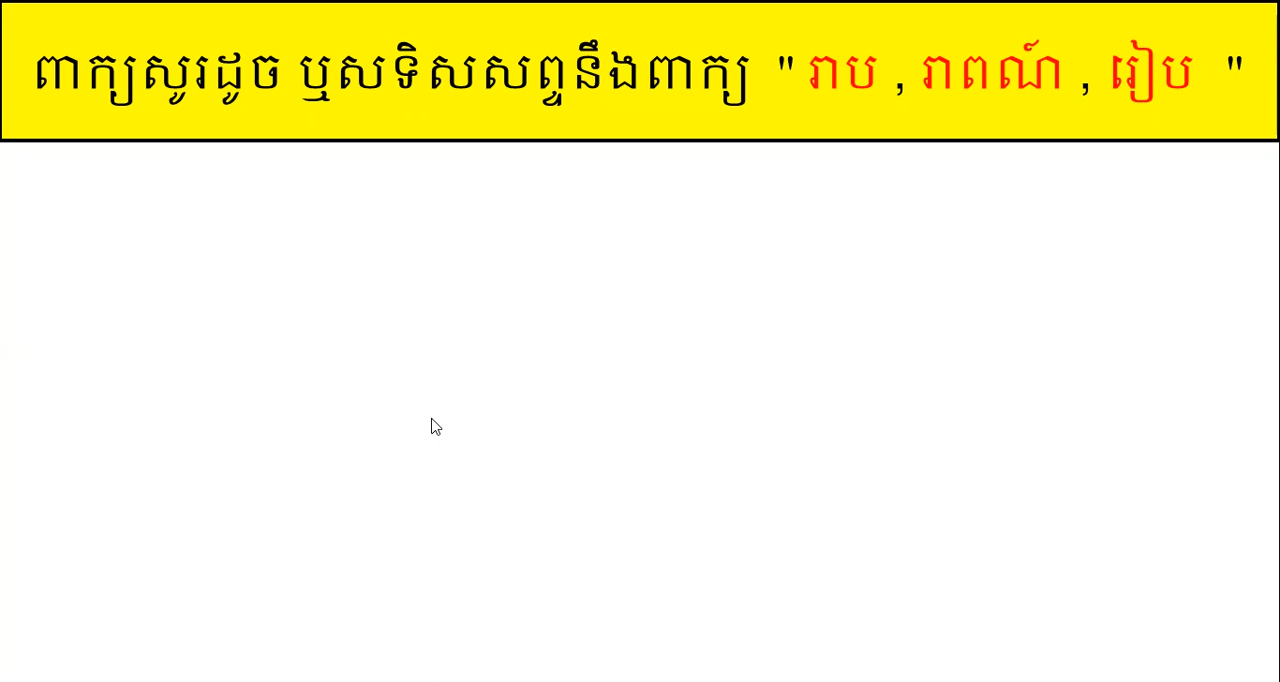 ពាក្យសូរដូច ឬសទិសសព្ទនឹងពាក្យ "រាប , រាពណ៍ , រៀប "